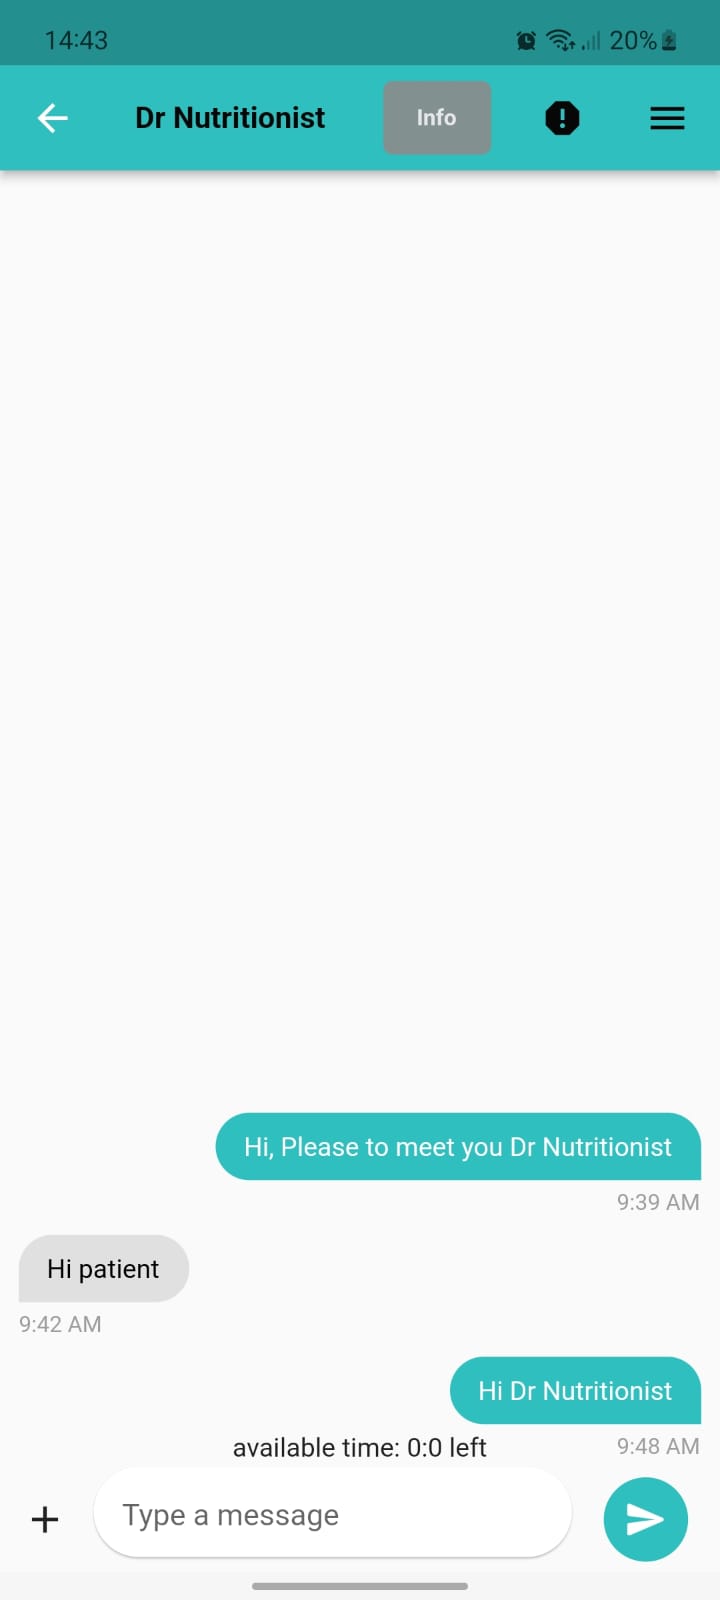 14:43
20%
Dr Nutritionist
Info
Hi, Please to meet you Dr Nutritionist
9:39 AM
Hi patient
9:42 AM
Hi Dr Nutritionist
available time: 0:0 left
9:48 AM
Type a message